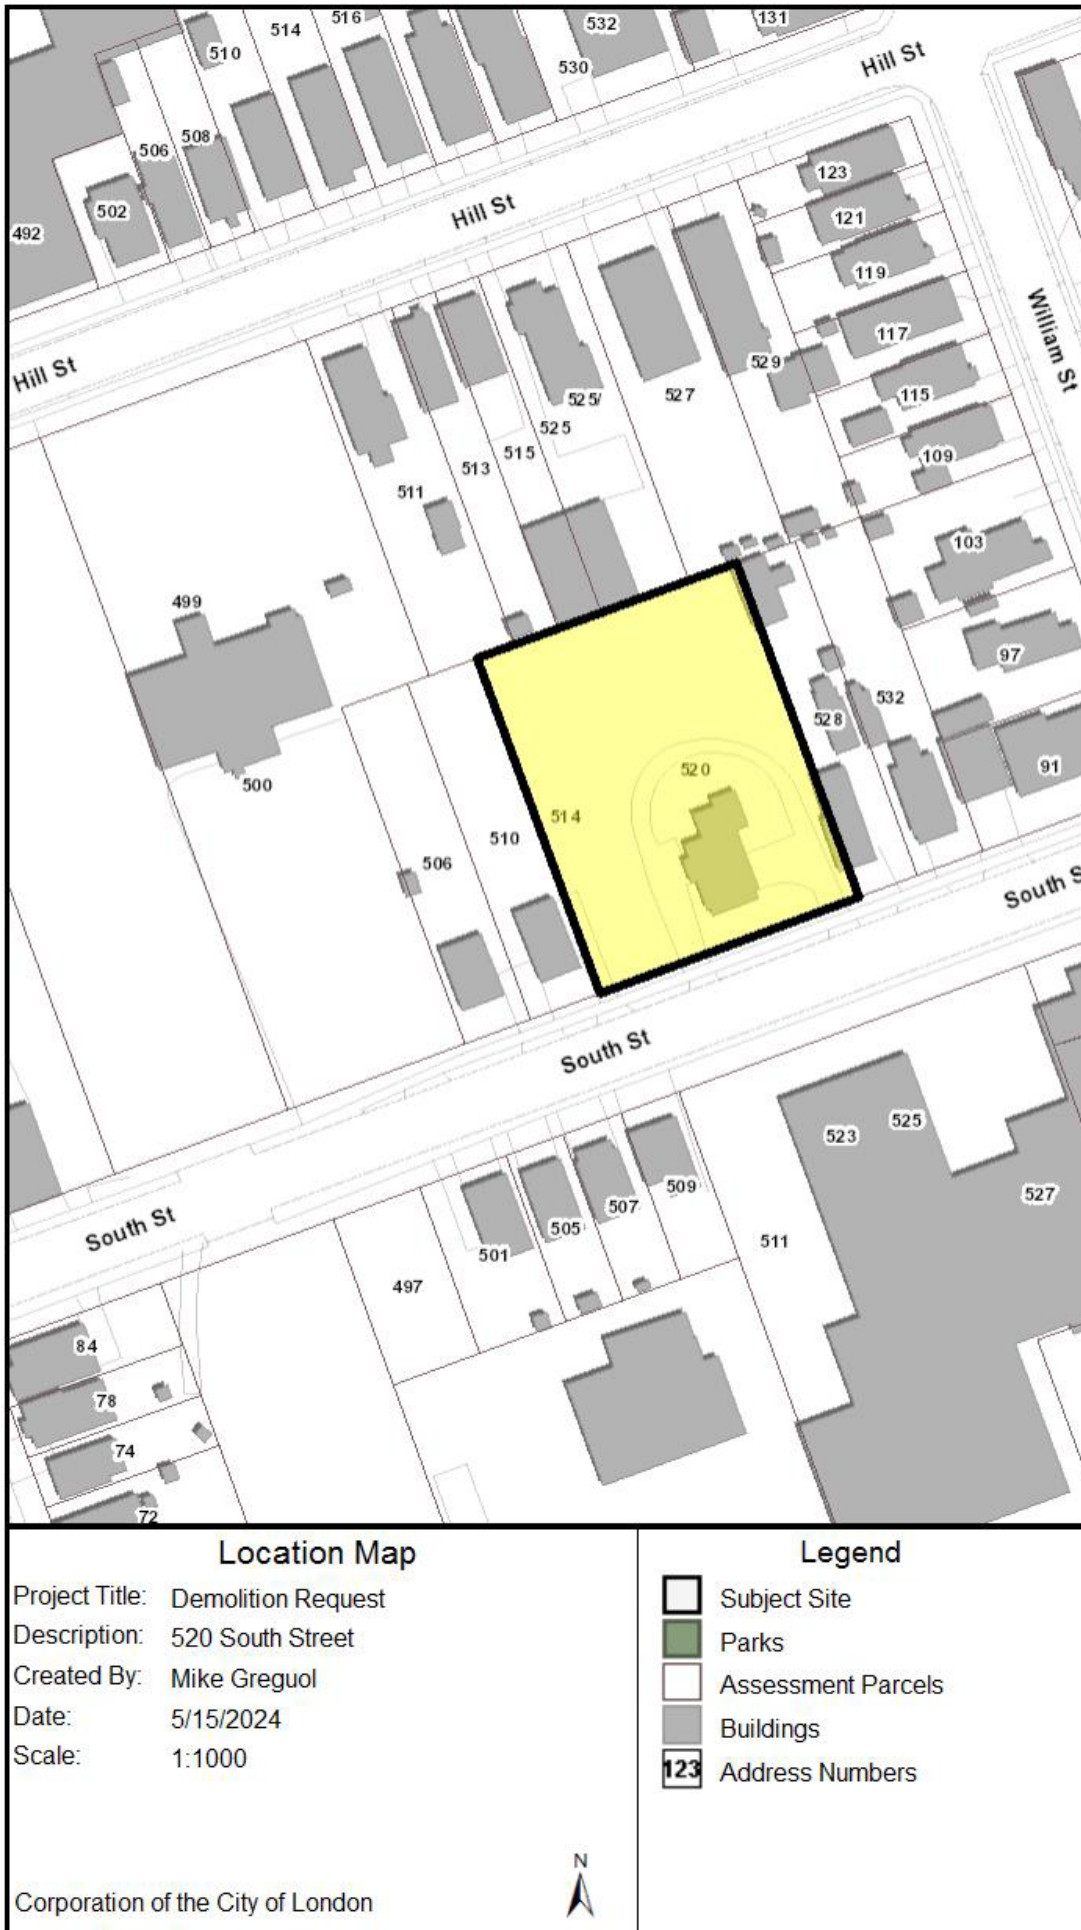 516
532
131
514
510
530
Hill St
508
506
123
502
Hill St
121
492
119
William St
117
Hill St
529
115
525/
527
525
109
515
513
511
103
499
97
532
528
91
520
500
514
510
506
South S
South St
523
525
527
509
507
505
501
511
South St
497
84
78
74
72
Location Map
Project Title: Demolition Request
Description: 520 South Street
Created By: Mike Greguol
Date: 5/15/2024
Scale: 1:1000
N
Corporation of the City of London
Legend
Subject Site
Parks
Assessment Parcels
Buildings
123 Address Numbers